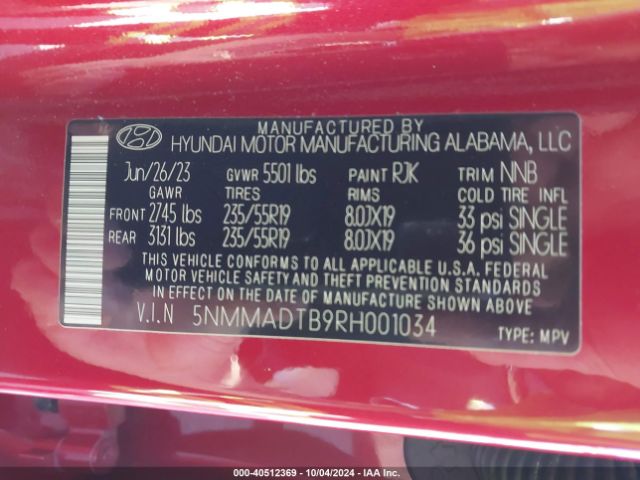 MANUFACTURED BY
HYUNDAI MOTOR MANUFACTURING ALABAMA, LLC
Jun/26/23 GVWR 5501 lbs PAINT RJK TRIM NNB
GAWR TIRES RIMS COLD TIRE INFL
FRONT 2745 lbs 235/55R19 8.0JX19 33 psi SINGLE
REAR 3131 lbs 235/55R19 8.0JX19 36 psi SINGLE
THIS VEHICLE CONFORMS TO ALL APPLICABLE U.S.A. FEDERAL
MOTOR VEHICLE SAFETY AND THEFT PREVENTION STANDARDS
IN EFFECT ON THE DATE OF MANUFACTURE SHOWN ABOVE.
V.I.N 5NMMADTB9RH001034 TYPE: MPV
000-40512369 - 10/04/2024 - IAA Inc.